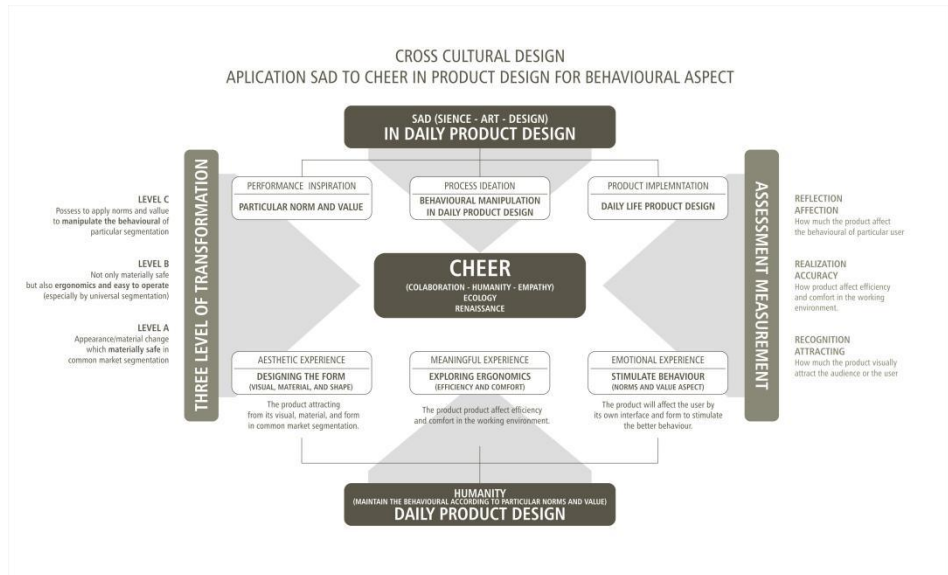 CROSS CULTURAL DESIGN
APLICATION SAD TO CHEER IN PRODUCT DESIGN FOR BEHAVIOURAL ASPECT
SAD (SIENCE - ART - DESIGN)
IN DAILY PRODUCT DESIGN
THREE LEVEL OF TRANSFORMATION
LEVEL C
Possess to apply norms and vallue
to manipulate the behavioural of
particular segmentation
LEVEL B
Not only materially safe
but also ergonomics and easy to operate
(especially by universal segmentation)
LEVEL A
Appearance/material change
which materially safe in
common market segmentation
PERFORMANCE INSPIRATION
PARTICULAR NORM AND VALUE
PROCESS IDEATION
BEHAVIOURAL MANIPULATION
IN DAILY PRODUCT DESIGN
PRODUCT IMPLEMNTATION
DAILY LIFE PRODUCT DESIGN
CHEER
(COLABORATION - HUMANITY - EMPATHY)
ECOLOGY
RENAISSANCE
AESTHETIC EXPERIENCE
DESIGNING THE FORM
(VISUAL, MATERIAL, AND SHAPE)
The product attracting
from its visual, material, and form
in common market segmentation.
MEANINGFUL EXPERIENCE
EXPLORING ERGONOMICS
(EFFICIENCY AND COMFORT)
The product product affect efficiency
and comfort in the working environment.
EMOTIONAL EXPERIENCE
STIMULATE BEHAVIOUR
(NORMS AND VALUE ASPECT)
The product will affect the user by
its own interface and form to stimulate
the better behaviour.
ASSESSMENT MEASUREMENT
REFLECTION
AFFECTION
How much the product affect
the behavioural of particular user
REALIZATION
ACCURACY
How product affect efficiency
and comfort in the working
environment.
RECOGNITION
ATTRACTING
How much the product visually
attract the audience or the user
HUMANITY
(MAINTAIN THE BEHAVIOURAL ACCORDING TO PARTICULAR NORMS AND VALUE)
DAILY PRODUCT DESIGN